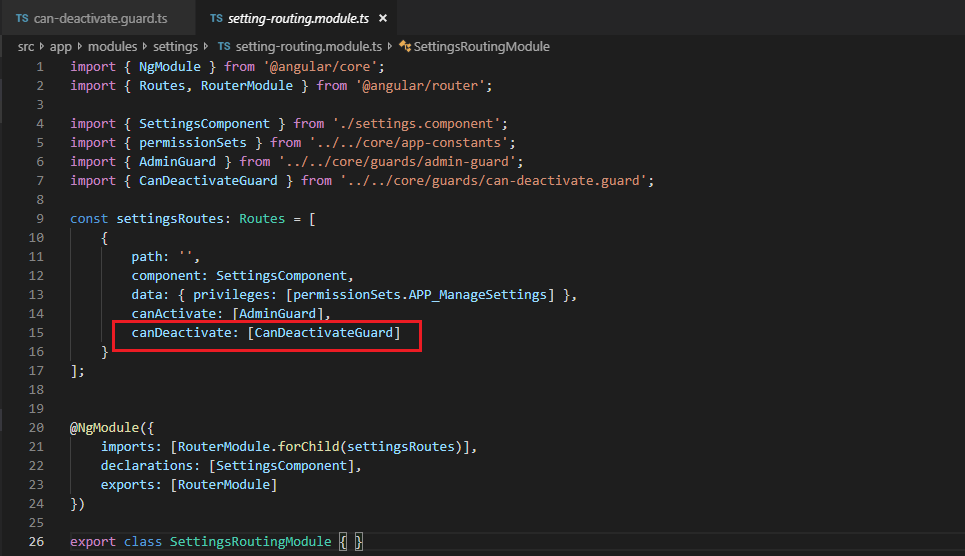 TS can-deactivate.guard.ts TS setting-routing.module.ts ×
src › app › modules › settings › TS setting-routing.module.ts › SettingsRoutingModule
1 import { NgModule } from '@angular/core';
2 import { Routes, RouterModule } from '@angular/router';
3
4 import { SettingsComponent } from './settings.component';
5 import { permissionSets } from '../../core/app-constants';
6 import { AdminGuard } from '../../core/guards/admin-guard';
7 import { CanDeactivateGuard } from '../../core/guards/can-deactivate.guard';
8
9 const settingsRoutes: Routes = [
10     {
11         path: '',
12         component: SettingsComponent,
13         data: { privileges: [permissionSets.APP_ManageSettings] },
14         canActivate: [AdminGuard],
15         canDeactivate: [CanDeactivateGuard]
16     }
17 ];
18
19
20 @NgModule({
21     imports: [RouterModule.forChild(settingsRoutes)],
22     declarations: [SettingsComponent],
23     exports: [RouterModule]
24 })
25
26 export class SettingsRoutingModule { }